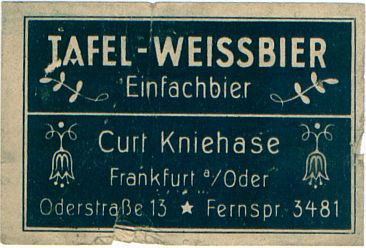 TAFEL-WEISSBIER
Einfachbier
Curt Kniehase
Frankfurt a/Oder
Oderstraße 13 ★ Fernspr. 3481